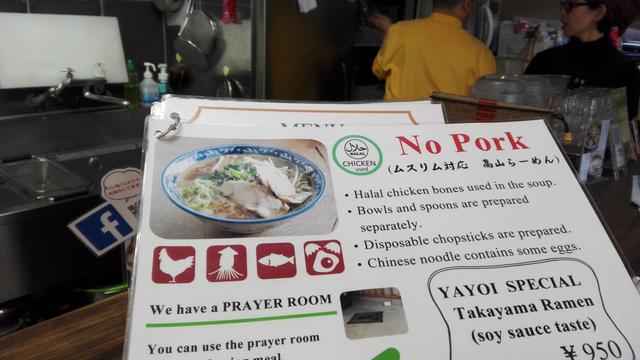 MENU
HALAL
CHICKEN
used
No Pork
(ムスリム対応 高山らーめん)
• Halal chicken bones used in the soup.
• Bowls and spoons are prepared
separately.
• Disposable chopsticks are prepared.
• Chinese noodle contains some eggs.
We have a PRAYER ROOM
You can use the prayer room
meal.
YAYOI SPECIAL
Takayama Ramen
(soy sauce taste)
¥ 950
f